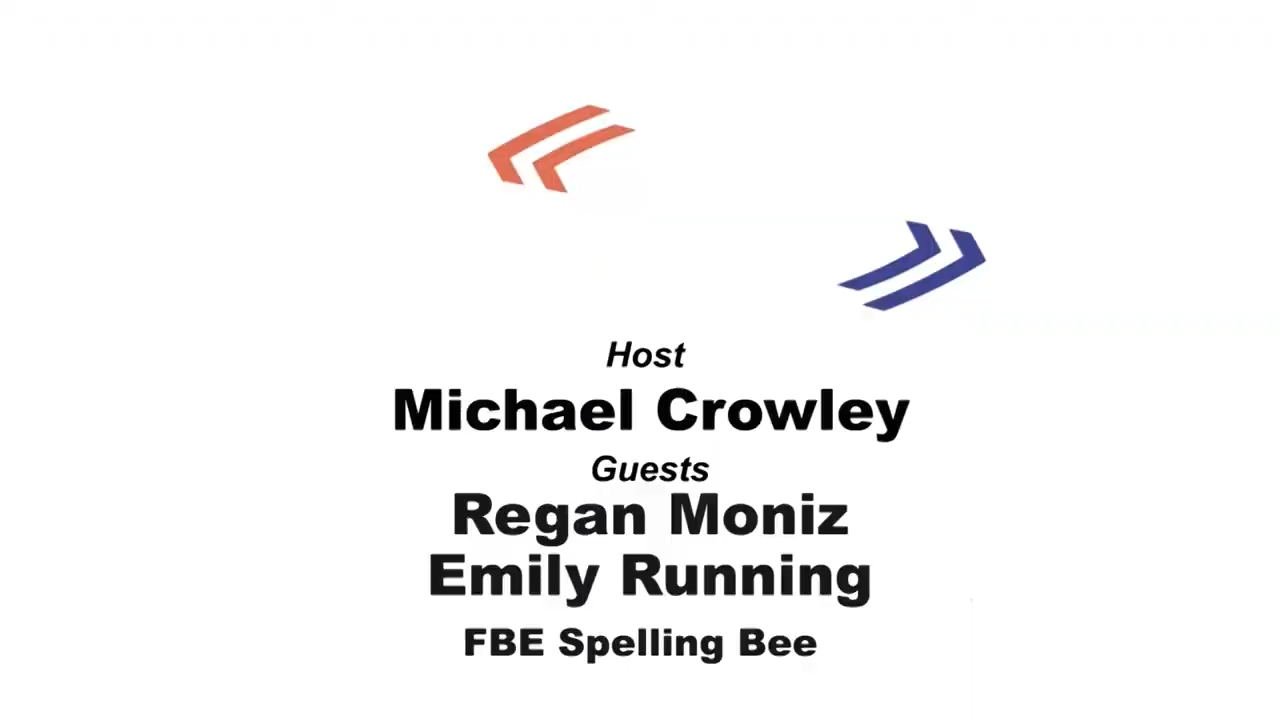 Host
Michael Crowley
Guests
Regan Moniz
Emily Running
FBE Spelling Bee